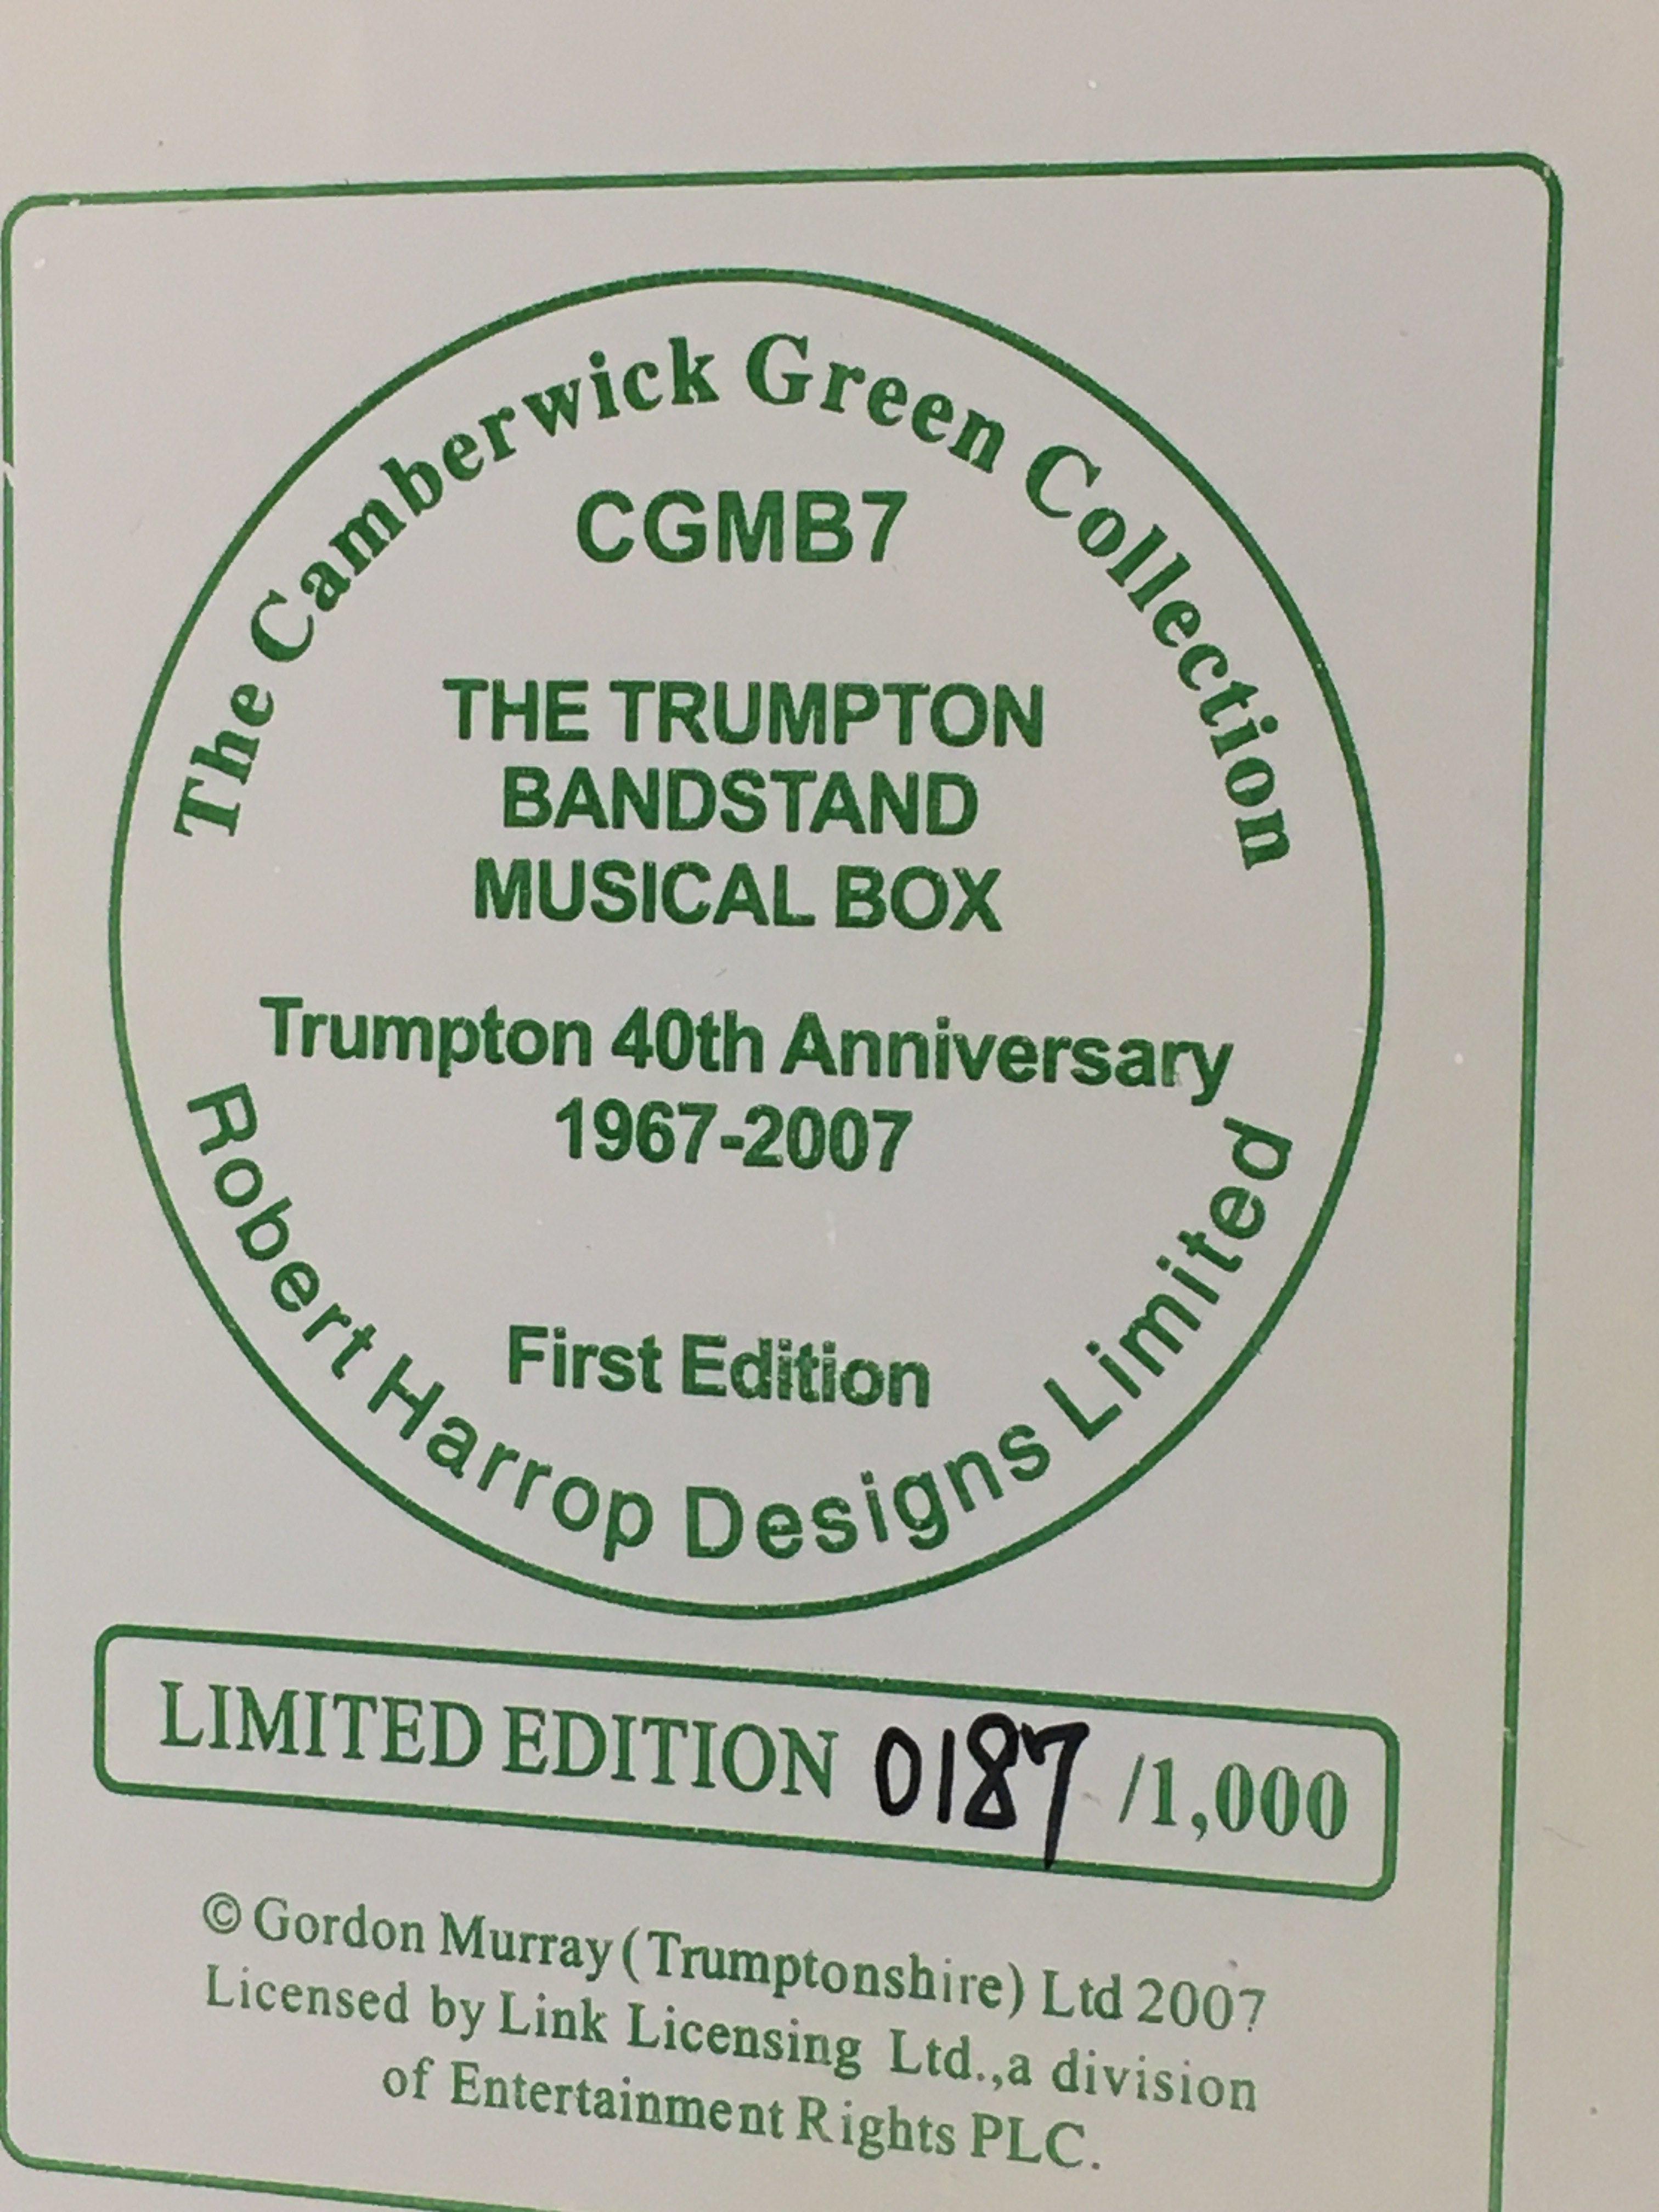 The Camberwick Green Collection
CGMB7
THE TRUMPTON
BANDSTAND
MUSICAL BOX
Trumpton 40th Anniversary
1967-2007
First Edition
Robert Harrop Designs Limited
LIMITED EDITION 0187 /1,000
© Gordon Murray (Trumptonshire) Ltd 2007
Licensed by Link Licensing Ltd.,a division
of Entertainment Rights PLC.